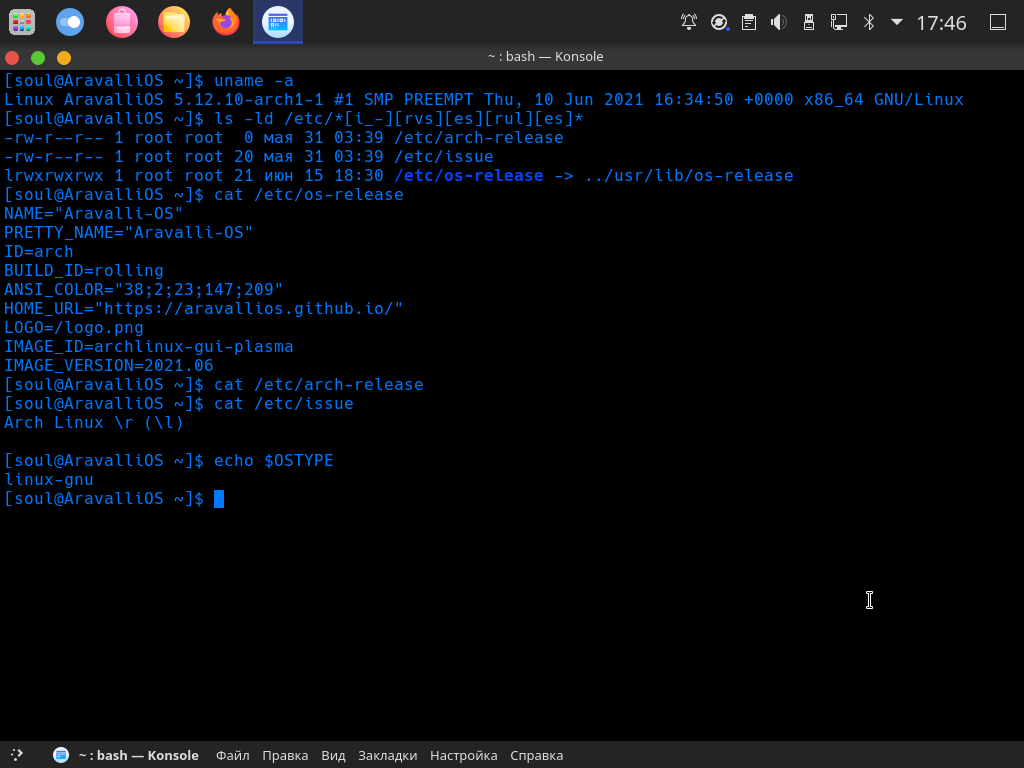 17:46
~ : bash — Konsole
[soul@AravalliOS ~]$ uname -a
Linux AravalliOS 5.12.10-arch1-1 #1 SMP PREEMPT Thu, 10 Jun 2021 16:34:50 +0000 x86_64 GNU/Linux
[soul@AravalliOS ~]$ ls -ld /etc/*[i_-][rvs][es][rul][es]*
-rw-r--r-- 1 root root  0 мая 31 03:39 /etc/arch-release
-rw-r--r-- 1 root root 20 мая 31 03:39 /etc/issue
lrwxrwxrwx 1 root root 21 июн 15 18:30 /etc/os-release -> ../usr/lib/os-release
[soul@AravalliOS ~]$ cat /etc/os-release
NAME="Aravalli-OS"
PRETTY_NAME="Aravalli-OS"
ID=arch
BUILD_ID=rolling
ANSI_COLOR="38;2;23;147;209"
HOME_URL="https://aravallios.github.io/"
LOGO=/logo.png
IMAGE_ID=archlinux-gui-plasma
IMAGE_VERSION=2021.06
[soul@AravalliOS ~]$ cat /etc/arch-release
[soul@AravalliOS ~]$ cat /etc/issue
Arch Linux \r (\l)
[soul@AravalliOS ~]$ echo $OSTYPE
linux-gnu
[soul@AravalliOS ~]$
~ : bash — Konsole Файл Правка Вид Закладки Настройка Справка